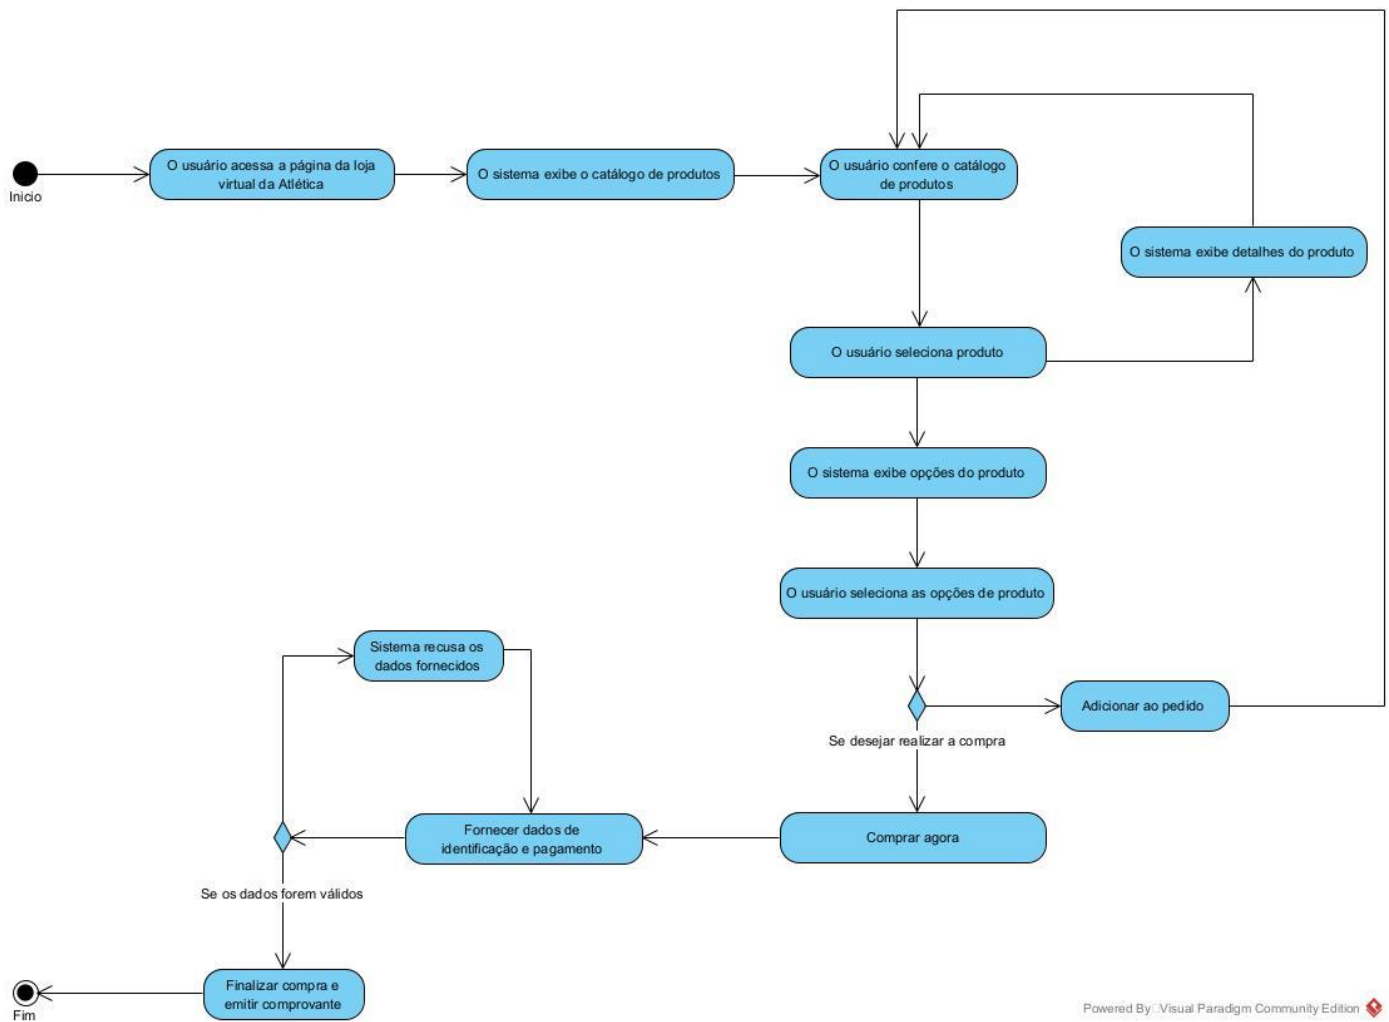 Inicio
O usuário acessa a página da loja
virtual da Atlética
O sistema exibe o catálogo de produtos
O usuário confere o catálogo
de produtos
O sistema exibe detalhes do produto
O usuário seleciona produto
O sistema exibe opções do produto
O usuário seleciona as opções de produto
Sistema recusa os
dados fornecidos
Adicionar ao pedido
Se desejar realizar a compra
Fornecer dados de
identificação e pagamento
Comprar agora
Se os dados forem válidos
Finalizar compra e
emitir comprovante
Fim
Powered By Visual Paradigm Community Edition